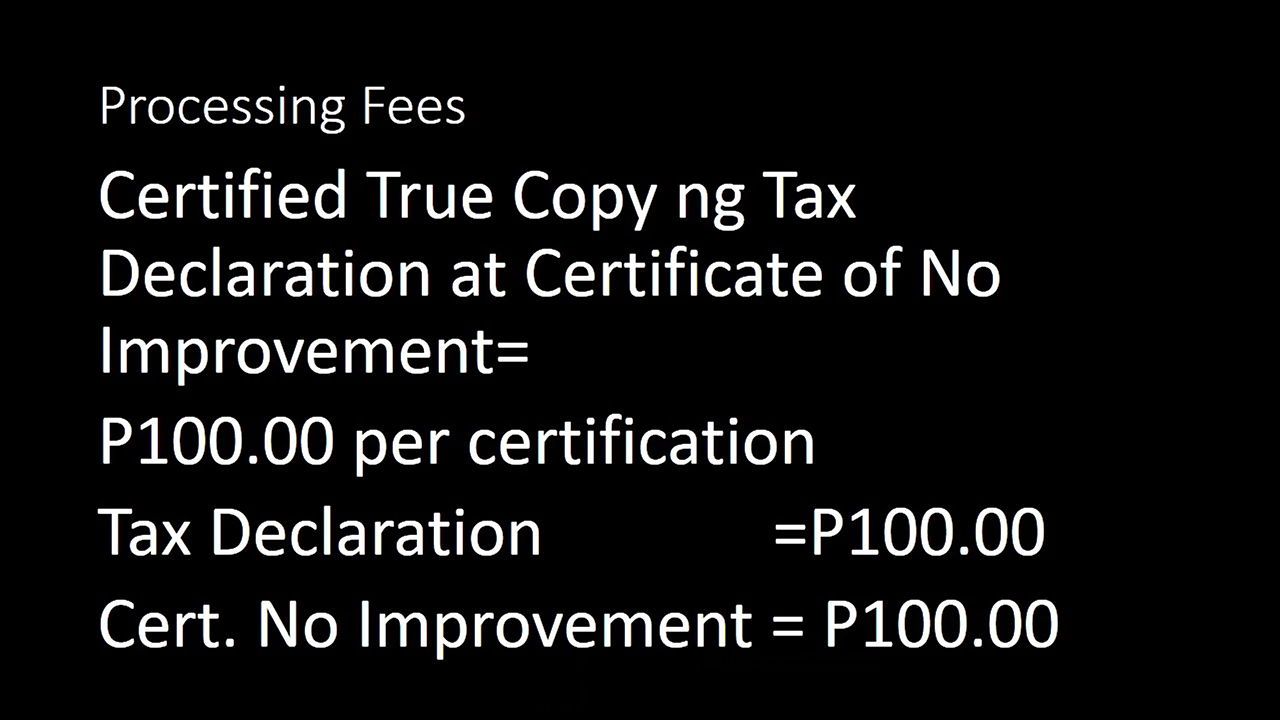 Processing Fees
Certified True Copy ng Tax
Declaration at Certificate of No
Improvement=
P100.00 per certification
Tax Declaration =P100.00
Cert. No Improvement = P100.00